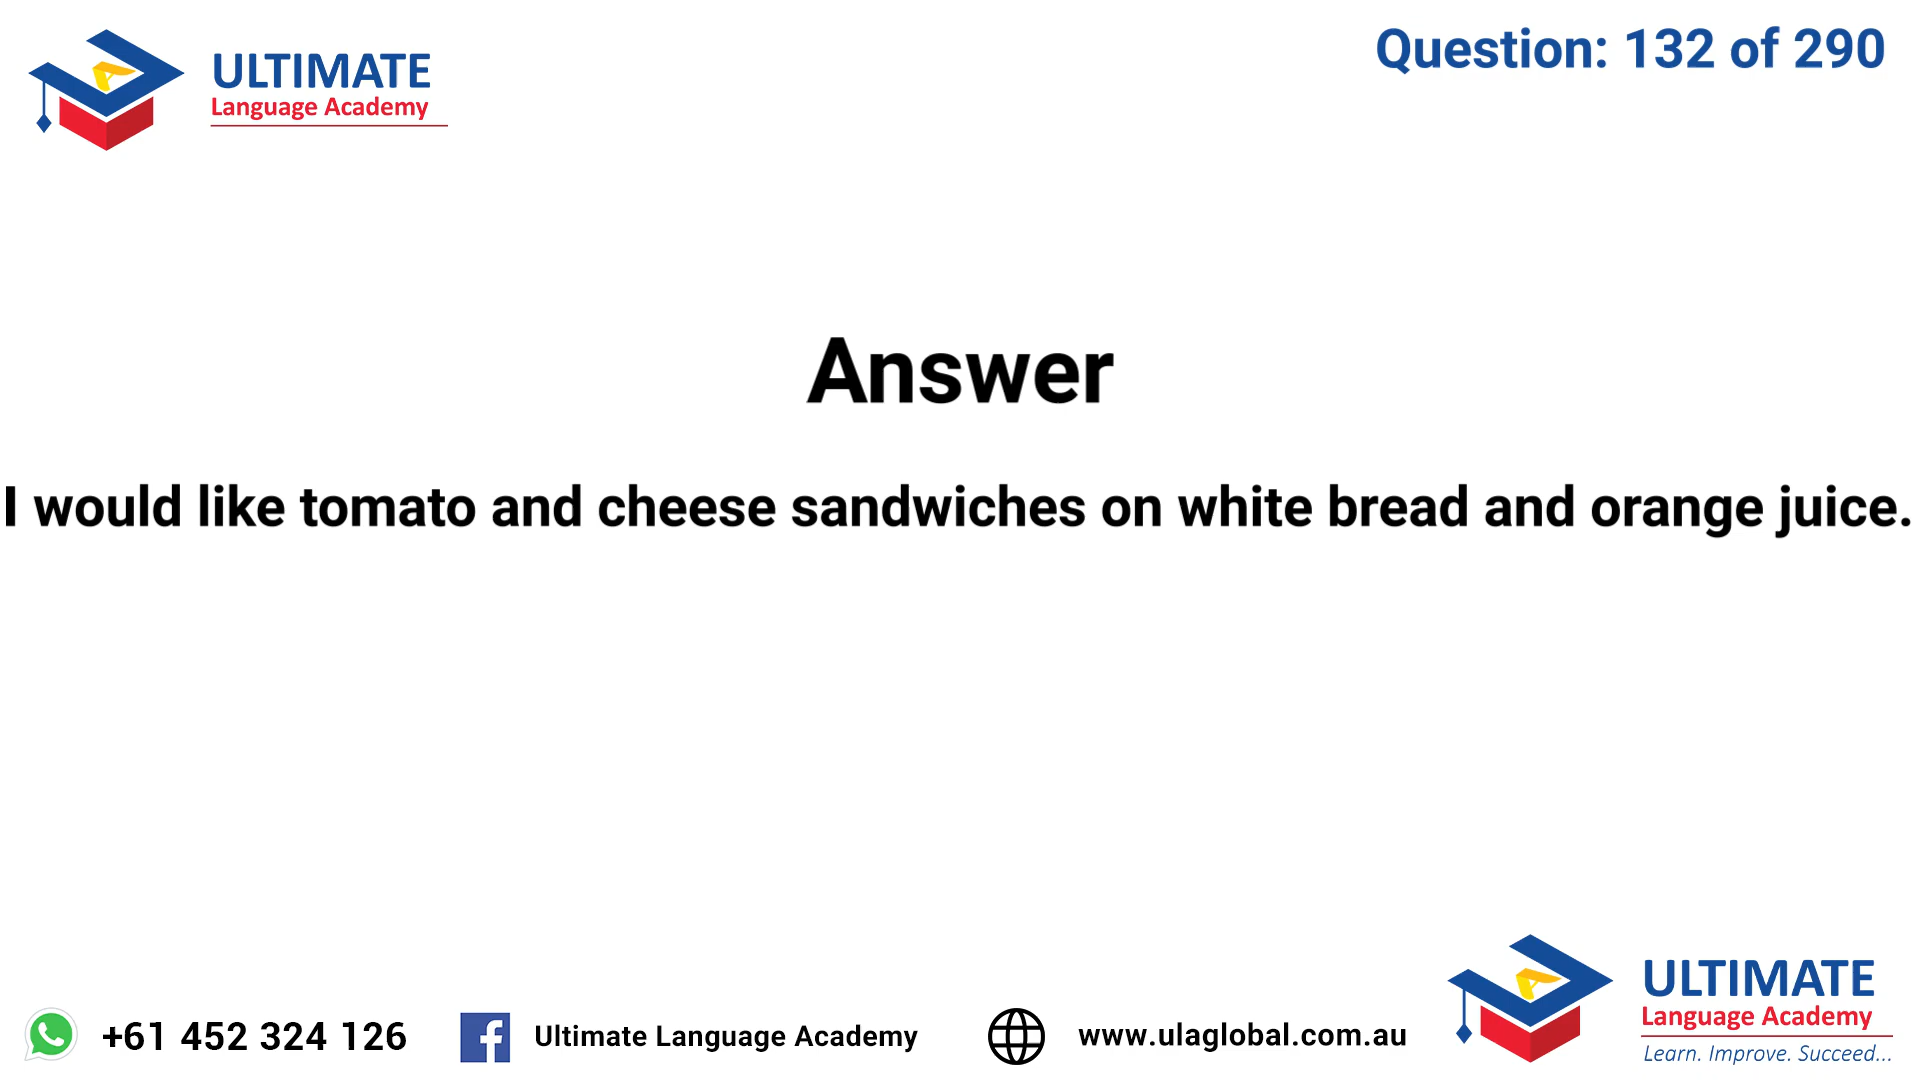 ULTIMATE
Language Academy
Question: 132 of 290
Answer
I would like tomato and cheese sandwiches on white bread and orange juice.
+61 452 324 126
Ultimate Language Academy
www.ulaglobal.com.au
ULTIMATE
Language Academy
Learn. Improve. Succeed...